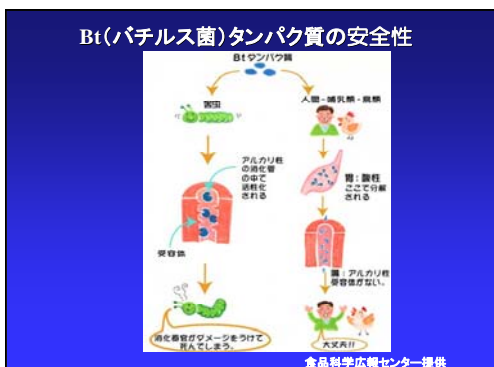 Bt(バチルス菌)タンパク質の安全性
Btタンパク質
害虫
人間・哺乳類・鳥類
アルカリ性
の消化管
の中で
活性化
される
胃:酸性
ここで分解
される
受容体
腸:アルカリ性
受容体がない。
消化器官がダメージをうけて
死んでしまう。
大丈夫!!
食品科学広報センター提供